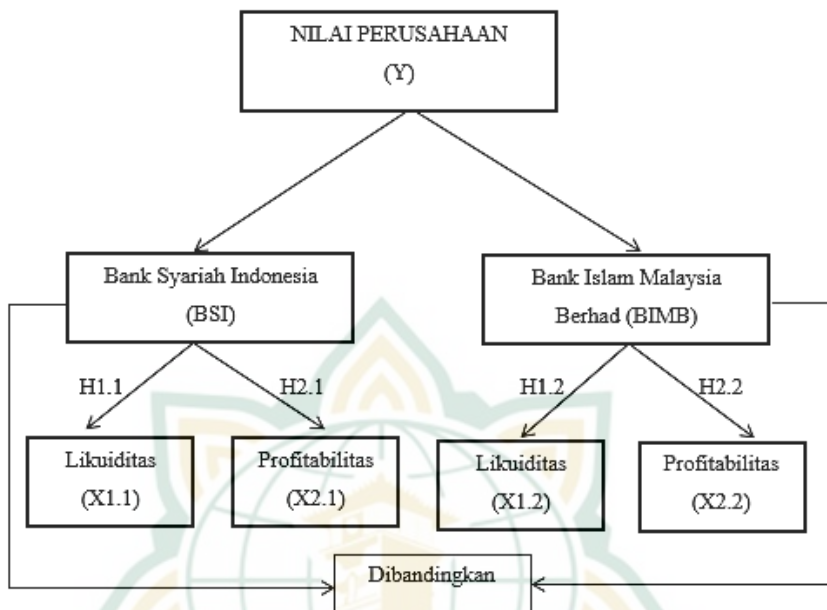 NILAI PERUSAHAAN
(Y)
Bank Syariah Indonesia
(BSI)
Bank Islam Malaysia
Berhad (BIMB)
H1.1
H2.1
H1.2
H2.2
Likuiditas
(X1.1)
Profitabilitas
(X2.1)
Likuiditas
(X1.2)
Profitabilitas
(X2.2)
Dibandingkan